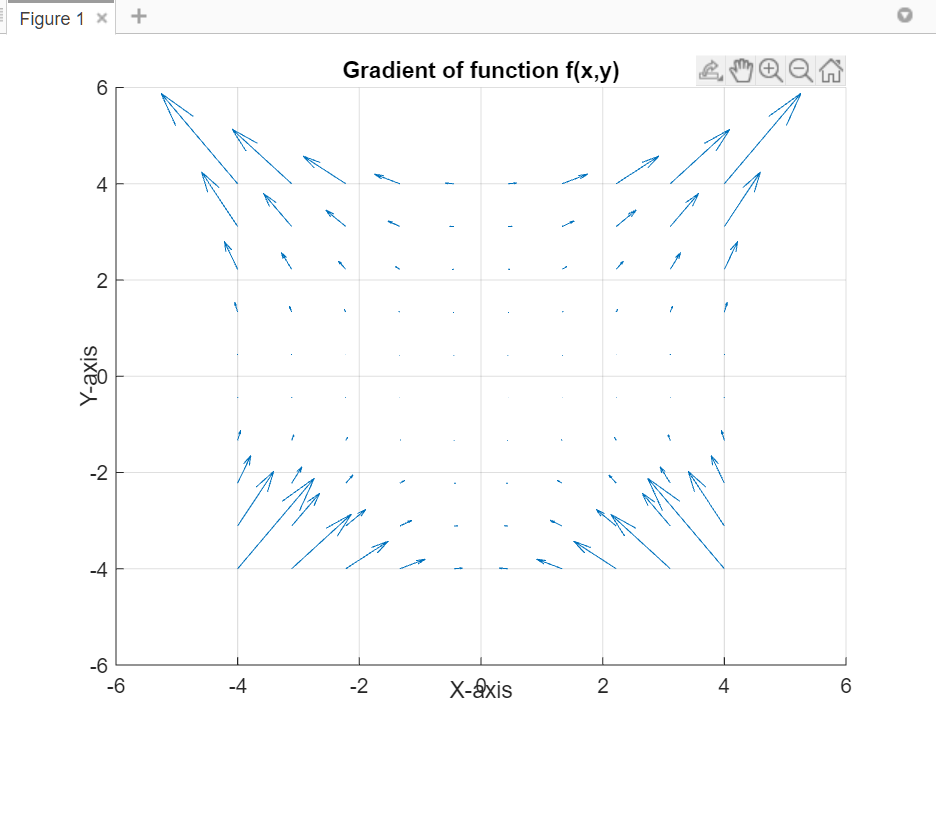 Figure 1
Gradient of function f(x,y)
6
4
2
0
-2
-4
-6
Y-axis
-6 -4 -2 0 2 4 6
X-axis